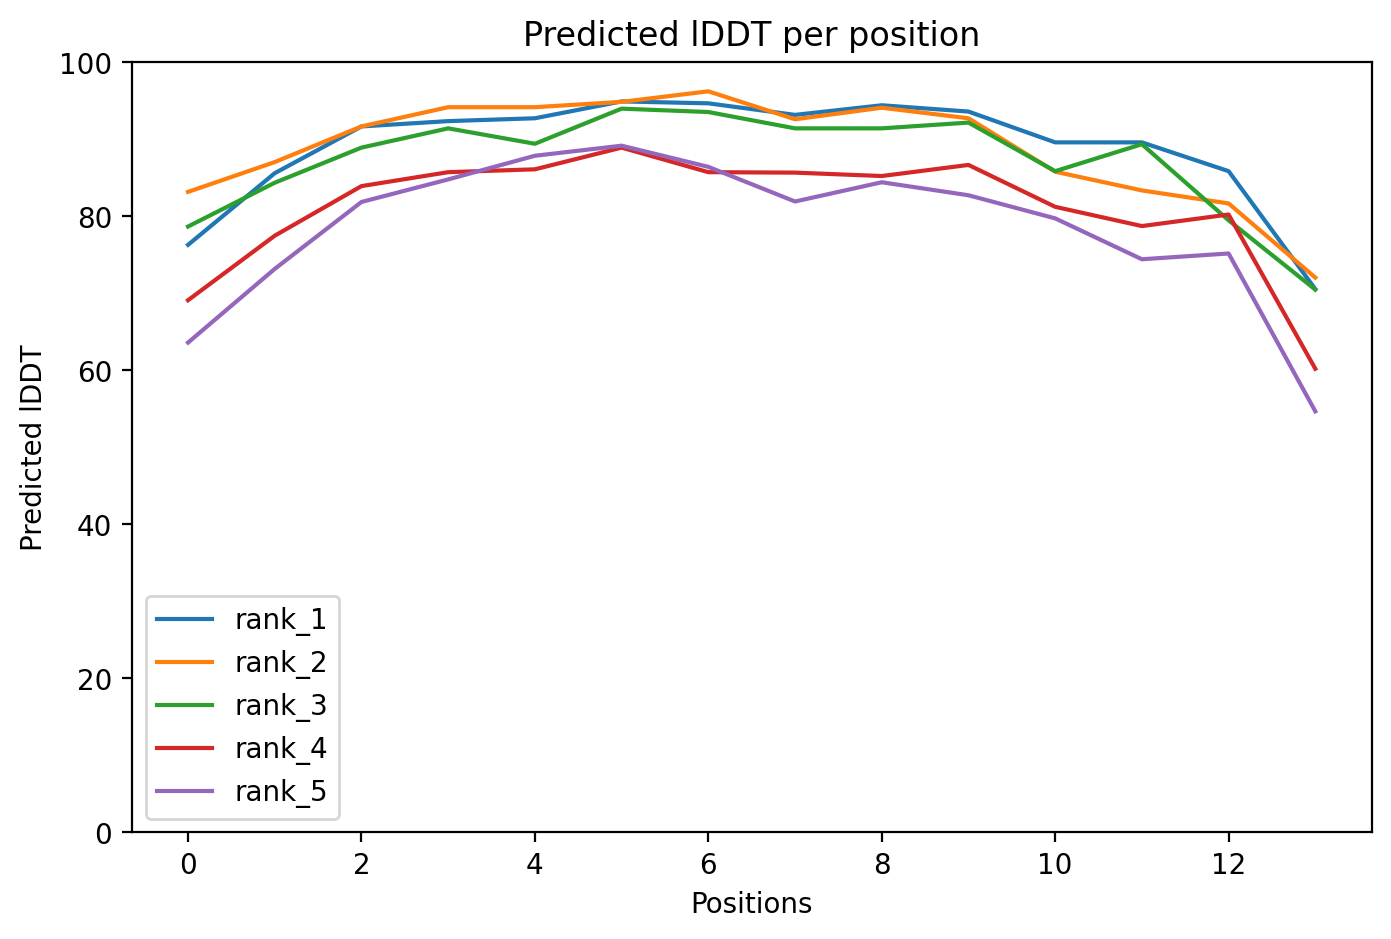 Predicted lDDT per position
100
80
60
40
20
0
Predicted lDDT
rank_1
rank_2
rank_3
rank_4
rank_5
0 2 4 6 8 10 12
Positions